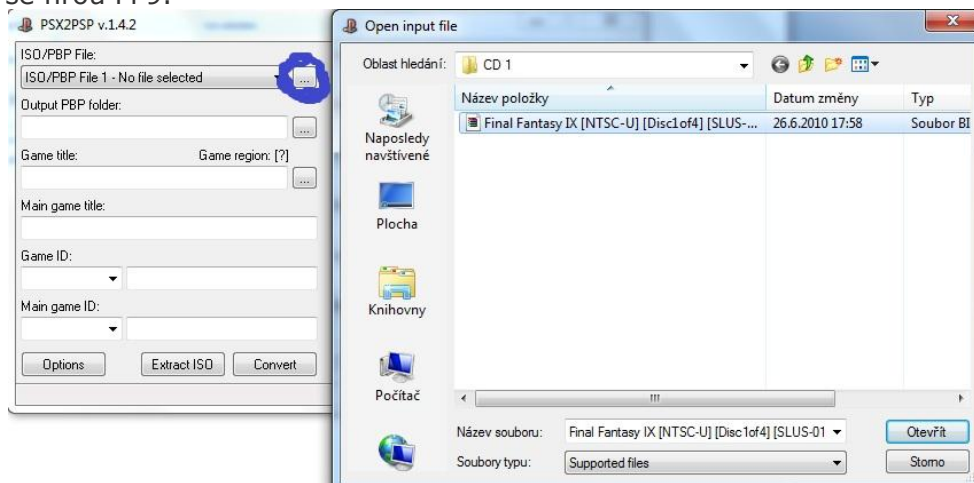 PSX2PSP v.1.4.2
ISO/PBP File:
ISO/PBP File 1 - No file selected
...
Output PBP folder:
...
Game title: Game region: [?]
...
Main game title:
Game ID:
Main game ID:
Options Extract ISO Convert
Open input file
Oblast hledání: CD 1
Název položky Datum změny Typ
Final Fantasy IX [NTSC-U] [Disc1of4] [SLUS-... 26.6.2010 17:58 Soubor BI
Naposledy
navštívené
Plocha
Knihovny
Počítač
Název souboru: Final Fantasy IX [NTSC-U] [Disc1of4] [SLUS-01 Otevřít
Soubory typu: Supported files Storno